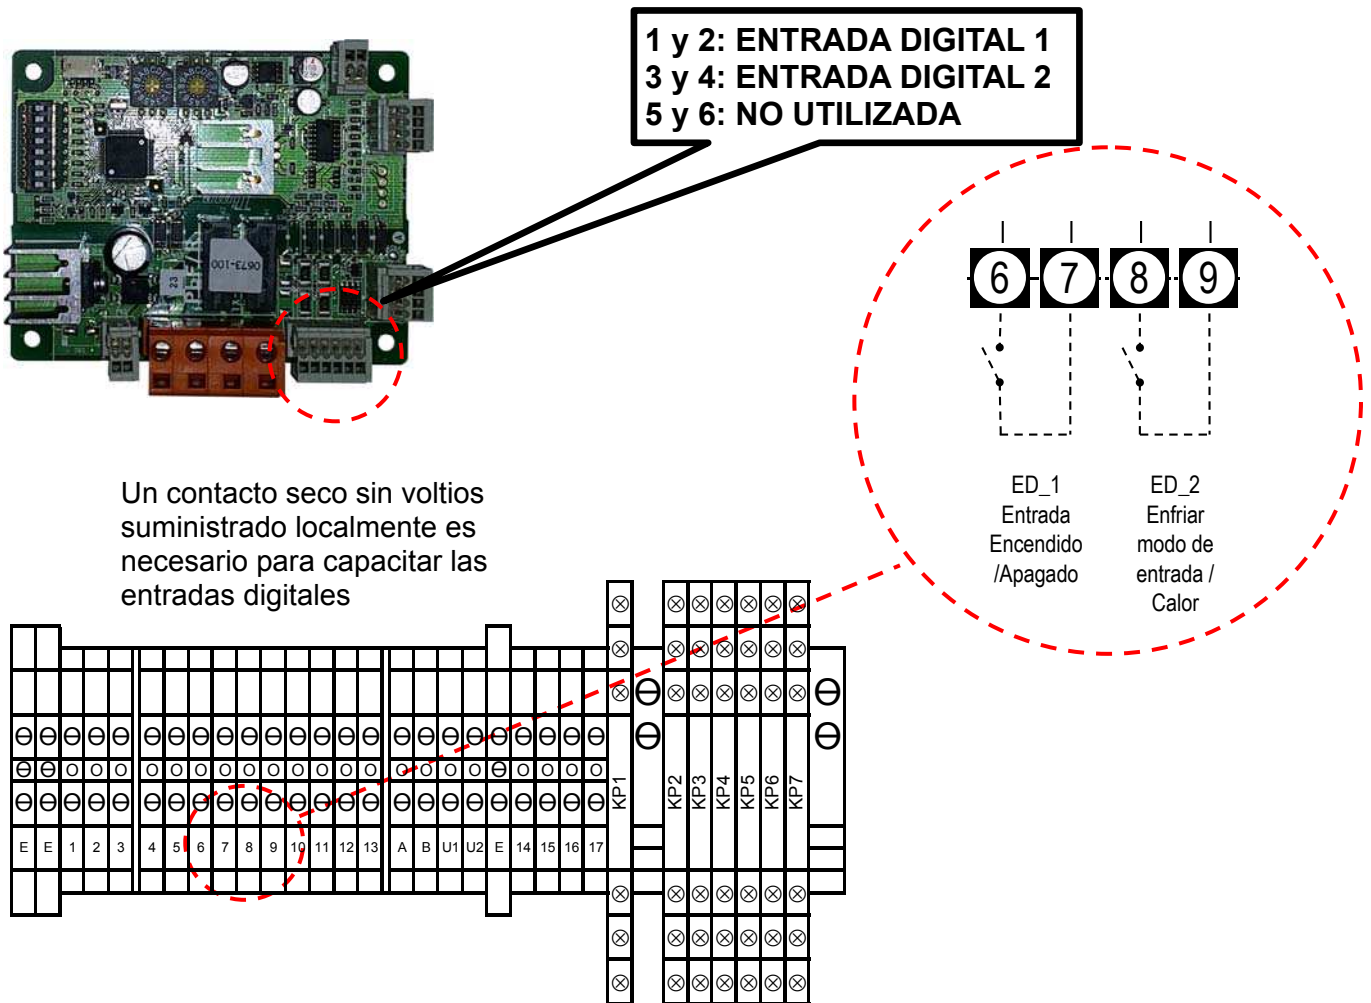 1 y 2: ENTRADA DIGITAL 1
3 y 4: ENTRADA DIGITAL 2
5 y 6: NO UTILIZADA
0673-100
23
6 7 8 9
ED_1
Entrada
Encendido
/Apagado
ED_2
Enfriar
modo de
entrada /
Calor
Un contacto seco sin voltios
suministrado localmente es
necesario para capacitar las
entradas digitales
KP1 KP2 KP3 KP4 KP5 KP6 KP7
E E 1 2 3 4 5 6 7 8 9 10 11 12 13 A B U1 U2 E 14 15 16 17